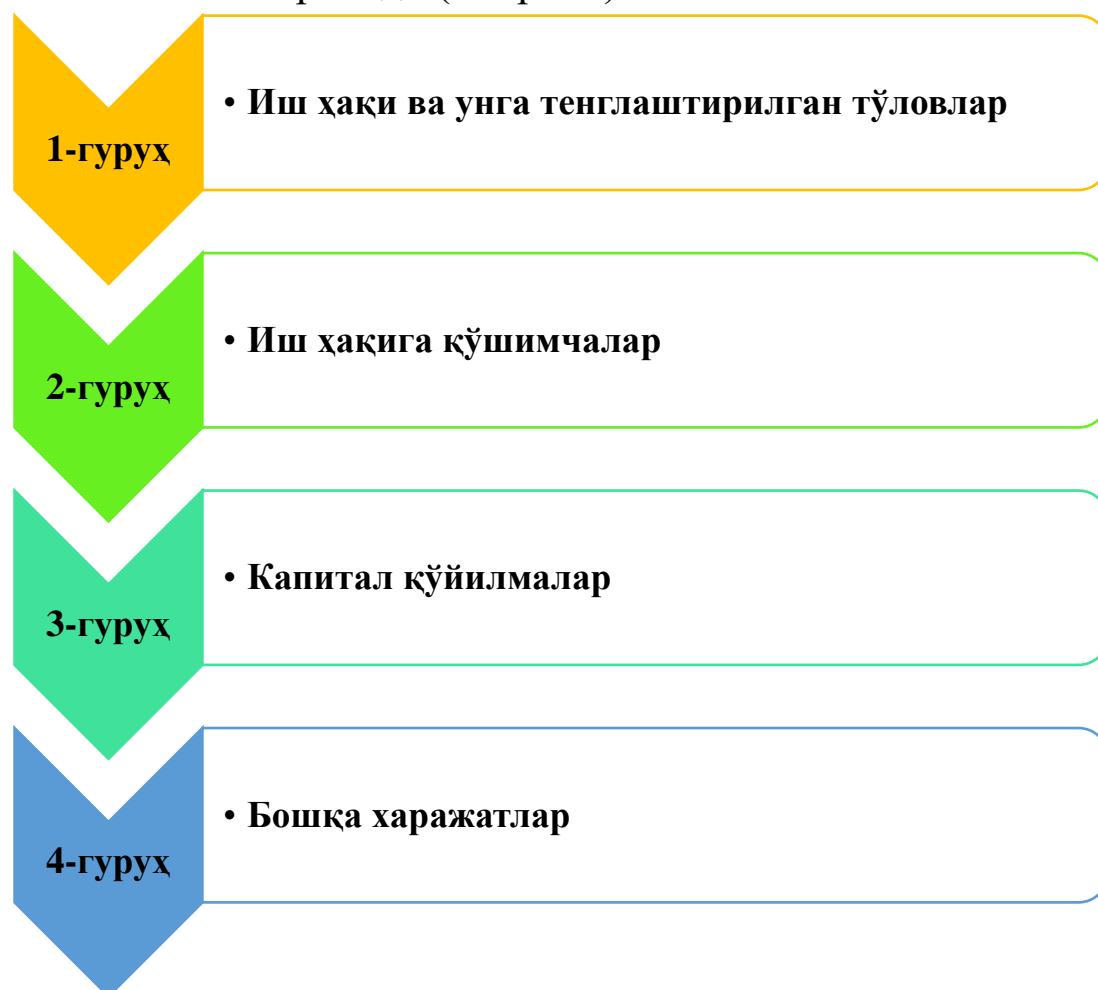 1-гуруҳ
• Иш ҳақи ва унга тенглаштирилган тўловлар
2-гуруҳ
• Иш ҳақига қўшимчалар
3-гуруҳ
• Капитал қўйилмалар
4-гуруҳ
• Бошқа харажатлар